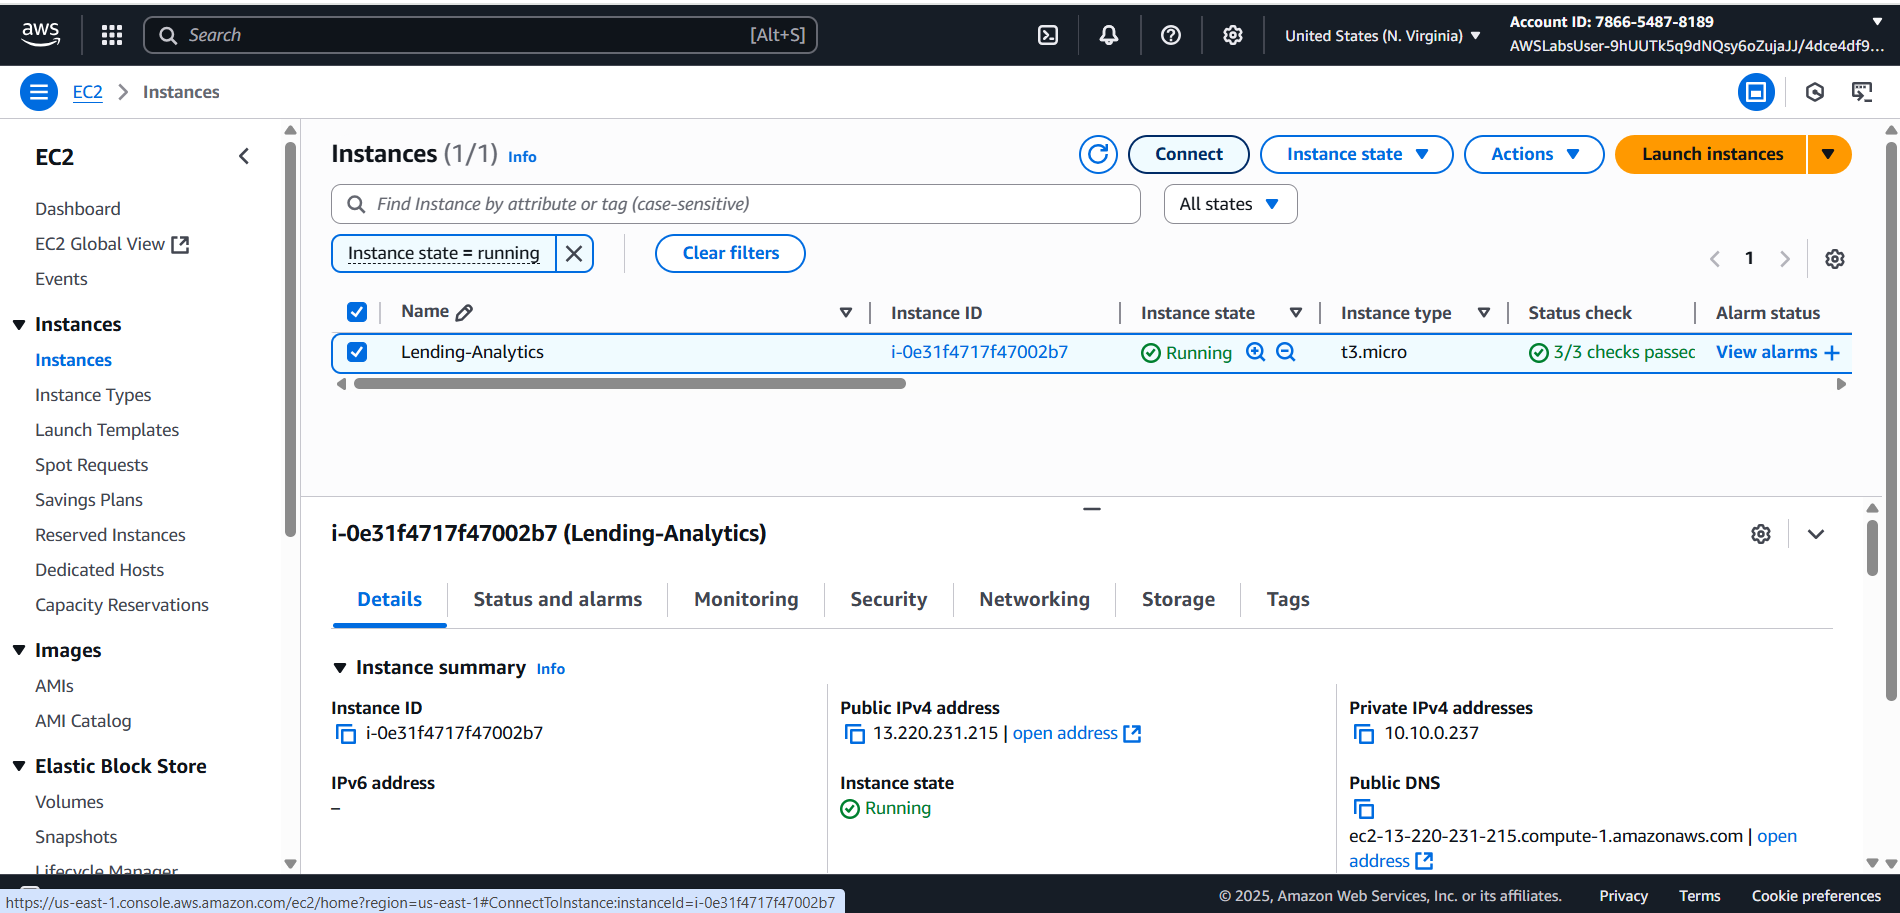 aws
Search [Alt+S]
United States (N. Virginia)
Account ID: 7866-5487-8189
AWSLabsUser-9hUUTk5q9dNQsy6oZujaJJ/4dce4df9...
EC2 > Instances
EC2
Dashboard
EC2 Global View
Events
Instances
Instances
Instance Types
Launch Templates
Spot Requests
Savings Plans
Reserved Instances
Dedicated Hosts
Capacity Reservations
Images
AMIs
AMI Catalog
Elastic Block Store
Volumes
Snapshots
Lifecycle Manager
Instances (1/1) Info
Connect
Instance state
Actions
Launch instances
Find Instance by attribute or tag (case-sensitive)
All states
Instance state = running
Clear filters
1
Name Instance ID Instance state Instance type Status check Alarm status
Lending-Analytics i-0e31f4717f47002b7 Running t3.micro 3/3 checks passec View alarms +
i-0e31f4717f47002b7 (Lending-Analytics)
Details Status and alarms Monitoring Security Networking Storage Tags
Instance summary Info
Instance ID
i-0e31f4717f47002b7
Public IPv4 address
13.220.231.215 | open address
Private IPv4 addresses
10.10.0.237
IPv6 address
–
Instance state
Running
Public DNS
ec2-13-220-231-215.compute-1.amazonaws.com | open
address
https://us-east-1.console.aws.amazon.com/ec2/home?region=us-east-1#ConnectToInstance:instanceId=i-0e31f4717f47002b7
© 2025, Amazon Web Services, Inc. or its affiliates. Privacy Terms Cookie preferences